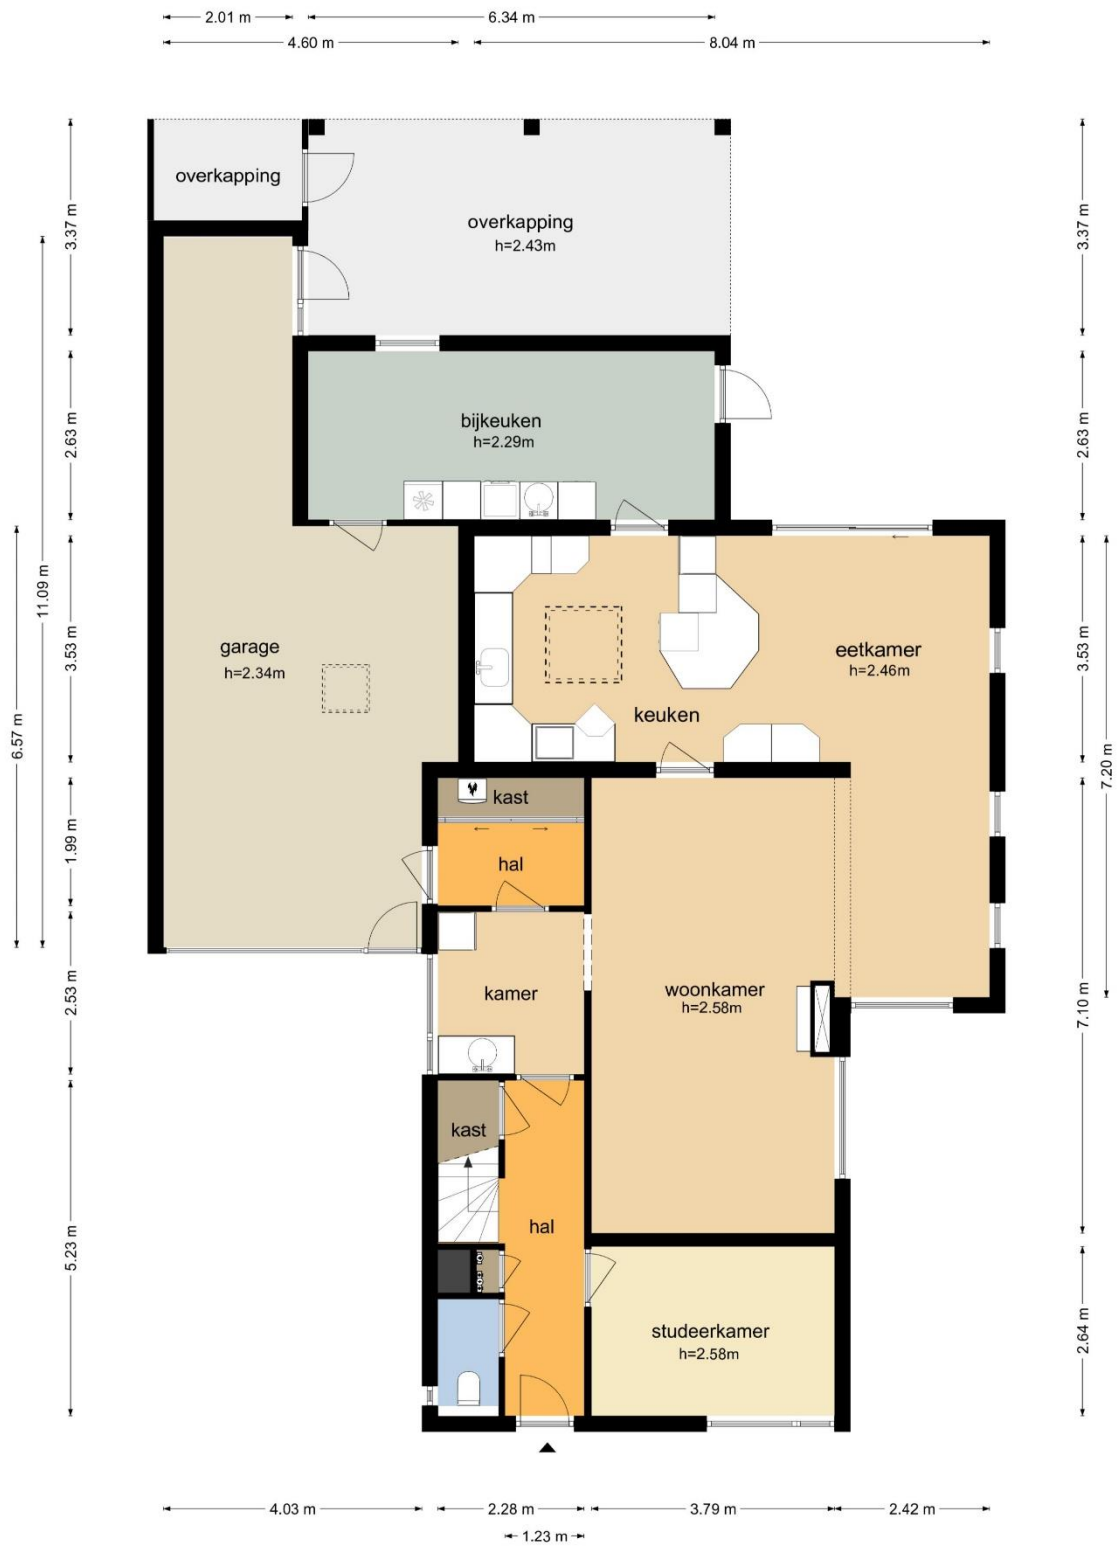 2.01 m
6.34 m
4.60 m
8.04 m
overkapping
overkapping
h=2.43m
3.37 m
3.37 m
bijkeuken
h=2.29m
2.63 m
2.63 m
11.09 m
6.57 m
3.53 m
garage
h=2.34m
eetkamer
h=2.46m
keuken
3.53 m
7.20 m
kast
hal
1.99 m
kamer
2.53 m
woonkamer
h=2.58m
7.10 m
kast
hal
5.23 m
studeerkamer
h=2.58m
2.64 m
4.03 m
2.28 m
3.79 m
2.42 m
1.23 m